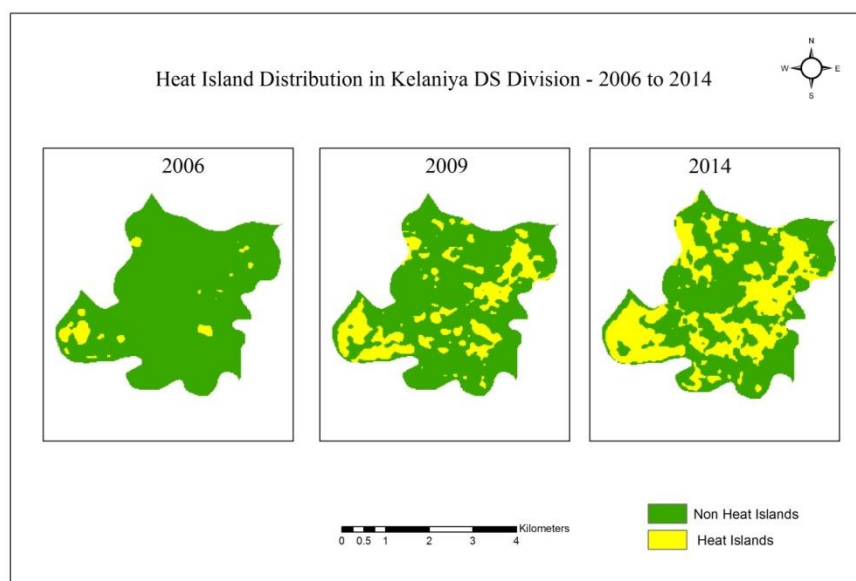 Heat Island Distribution in Kelaniya DS Division - 2006 to 2014
N
W E
S
2006
2009
2014
Kilometers
0 0.5 1 2 3 4
Non Heat Islands
Heat Islands